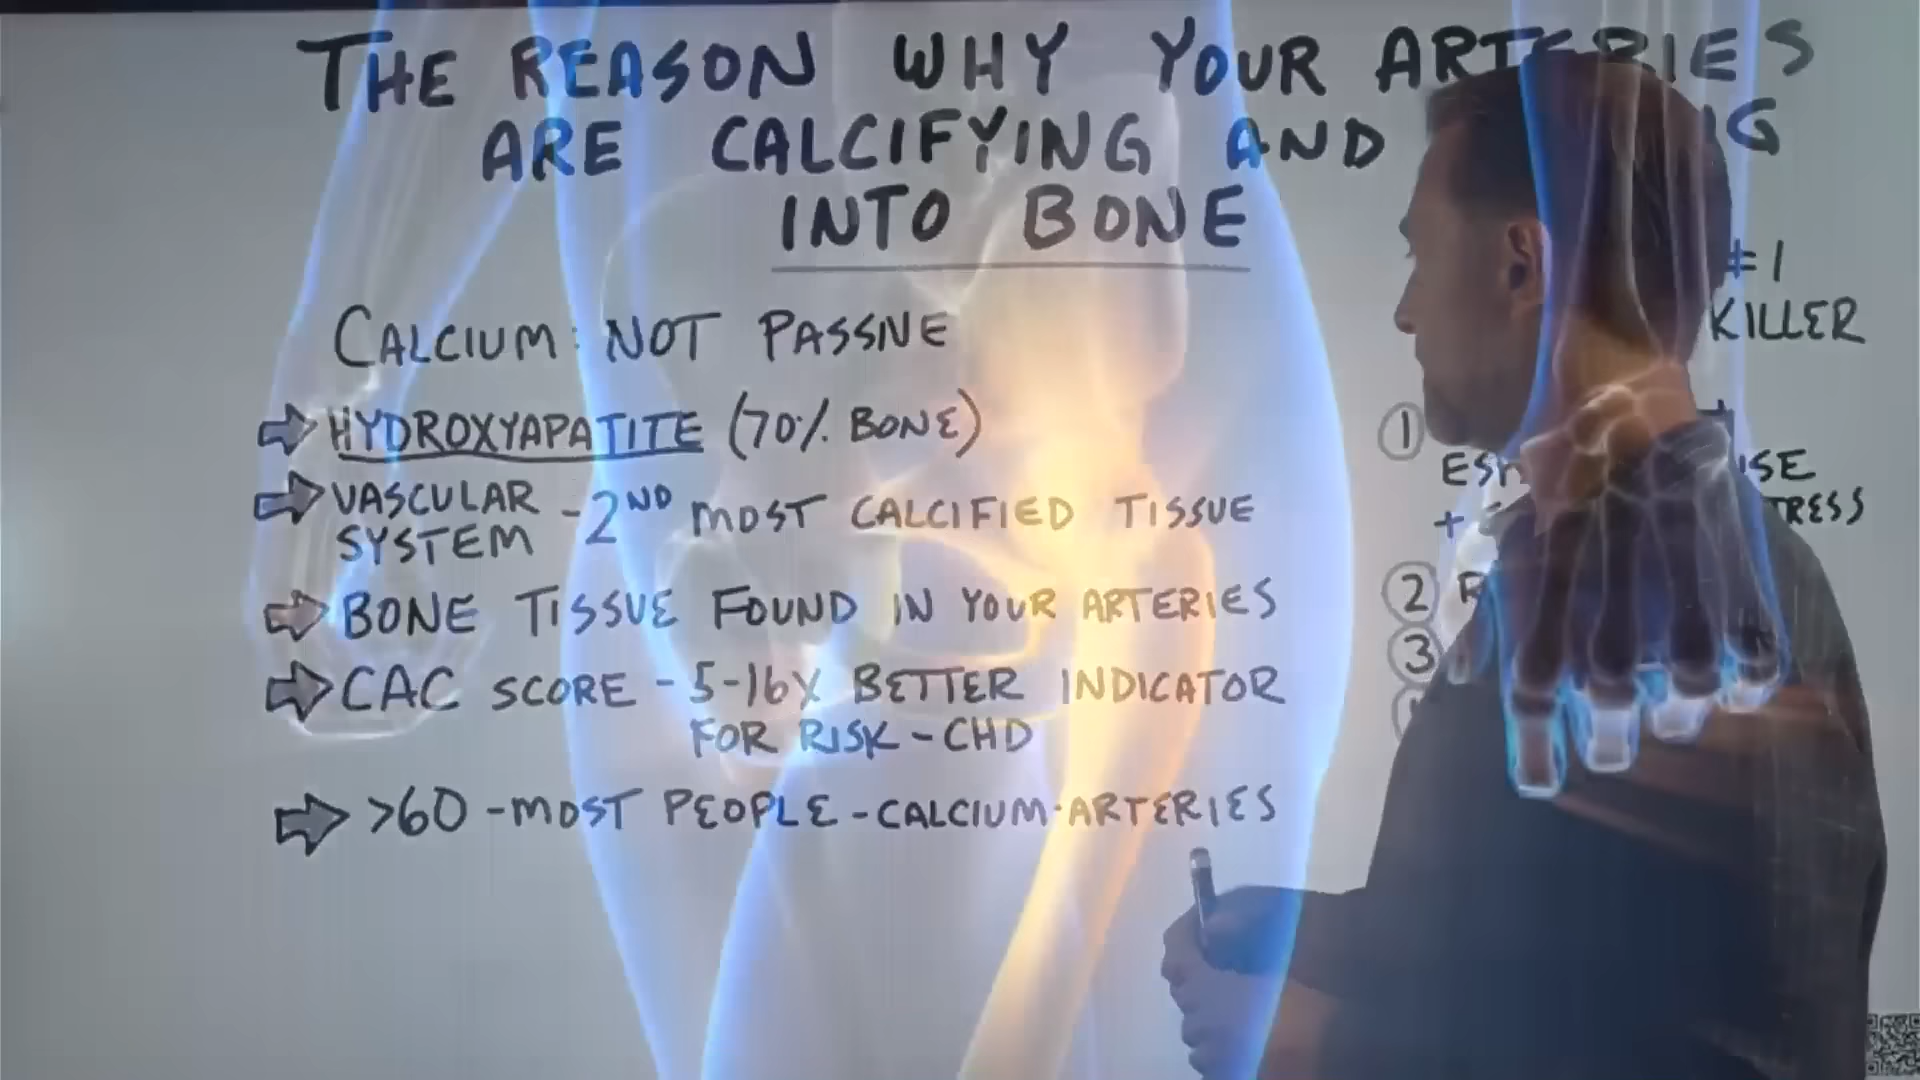 THE REASON WHY YOUR ARTERIES
ARE CALCIFYING AND
INTO BONE
CALCIUM: NOT PASSIVE
⇨ HYDROXYAPATITE (70% BONE)
⇨ VASCULAR SYSTEM - 2ND MOST CALCIFIED TISSUE
⇨ BONE TISSUE FOUND IN YOUR ARTERIES
⇨ CAC SCORE - 5-16X BETTER INDICATOR
FOR RISK - CHD
⇨ >60 - MOST PEOPLE - CALCIUM - ARTERIES
#1
KILLER
1
+
2
3